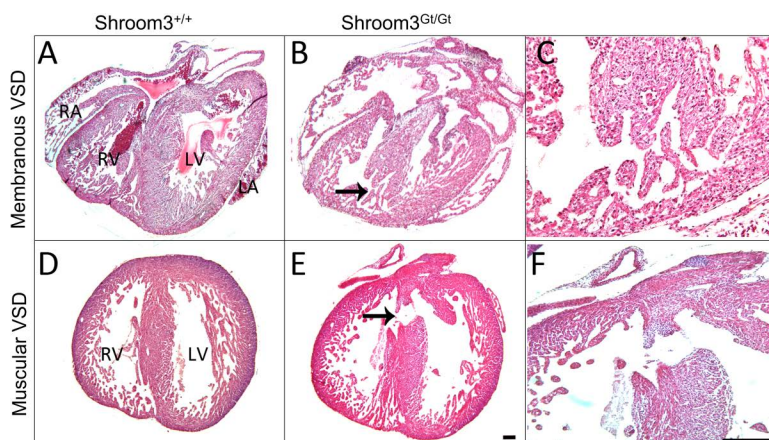 Shroom3+/+ Shroom3Gt/Gt
Membranous VSD
A B C
RA
RV LV
LA
Muscular VSD
D E F
RV LV